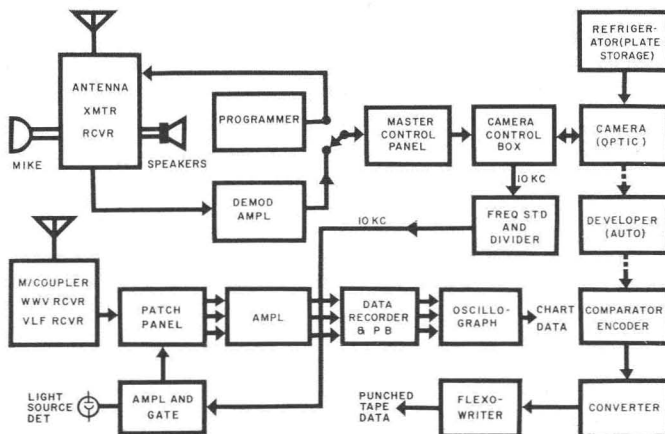 REFRIGER-
ATOR(PLATE
STORAGE)
ANTENNA
XMTR
RCVR
MIKE
SPEAKERS
PROGRAMMER
MASTER
CONTROL
PANEL
CAMERA
CONTROL
BOX
CAMERA
(OPTIC)
DEMOD
AMPL
10 KC
10 KC
FREQ STD
AND
DIVIDER
DEVELOPER
(AUTO)
M/COUPLER
WWV RCVR
VLF RCVR
PATCH
PANEL
AMPL
DATA
RECORDER
& P B
OSCILLO-
GRAPH
CHART
DATA
COMPARATOR
ENCODER
LIGHT
SOURCE
DET
AMPL AND
GATE
PUNCHED
TAPE
DATA
FLEXO-
WRITER
CONVERTER